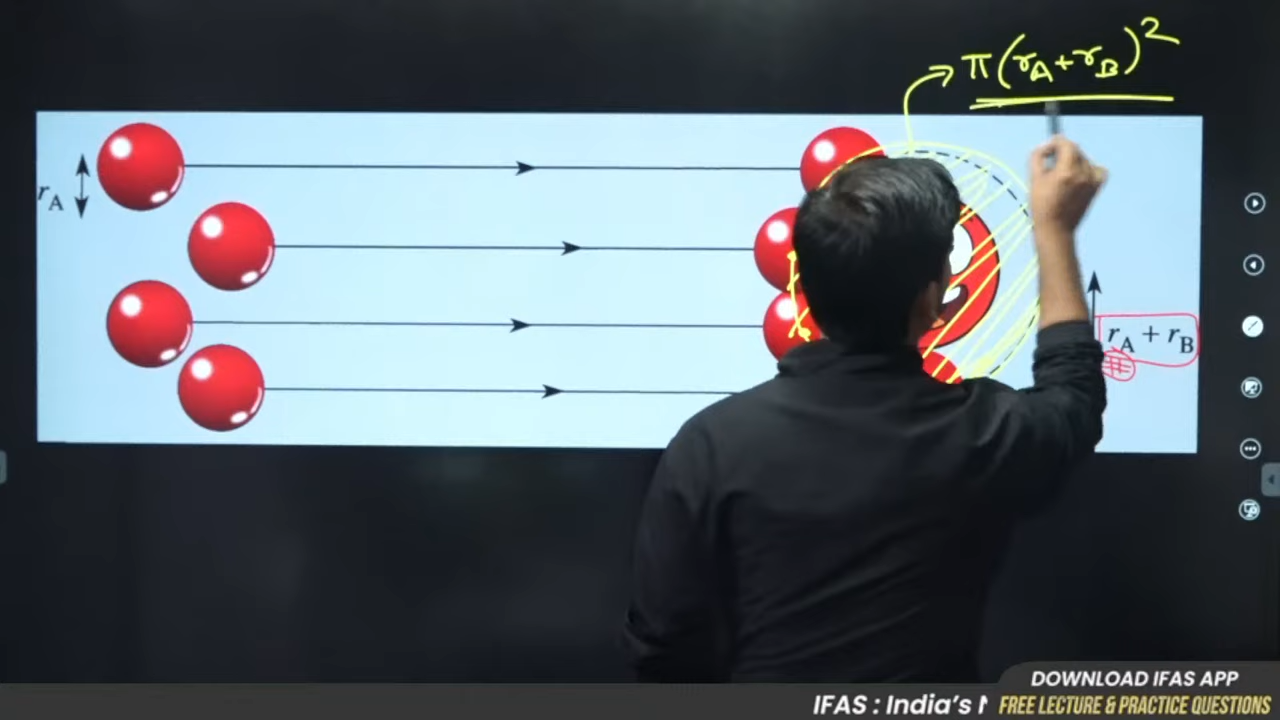 π(rA+rB)²
rA
rA + rB
DOWNLOAD IFAS APP
IFAS : India's
FREE LECTURE & PRACTICE QUESTIONS